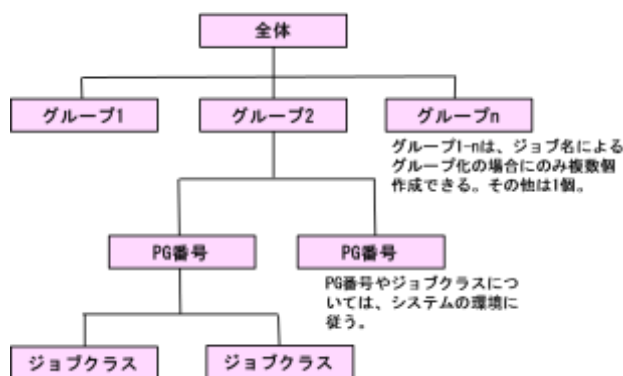 全体
グループ1
グループ2
グループn
グループ1-nは、ジョブ名による
グループ化の場合にのみ複数個
作成できる。その他は1個。
PG番号
PG番号
PG番号やジョブクラスにつ
いては、システムの環境に
従う。
ジョブクラス
ジョブクラス